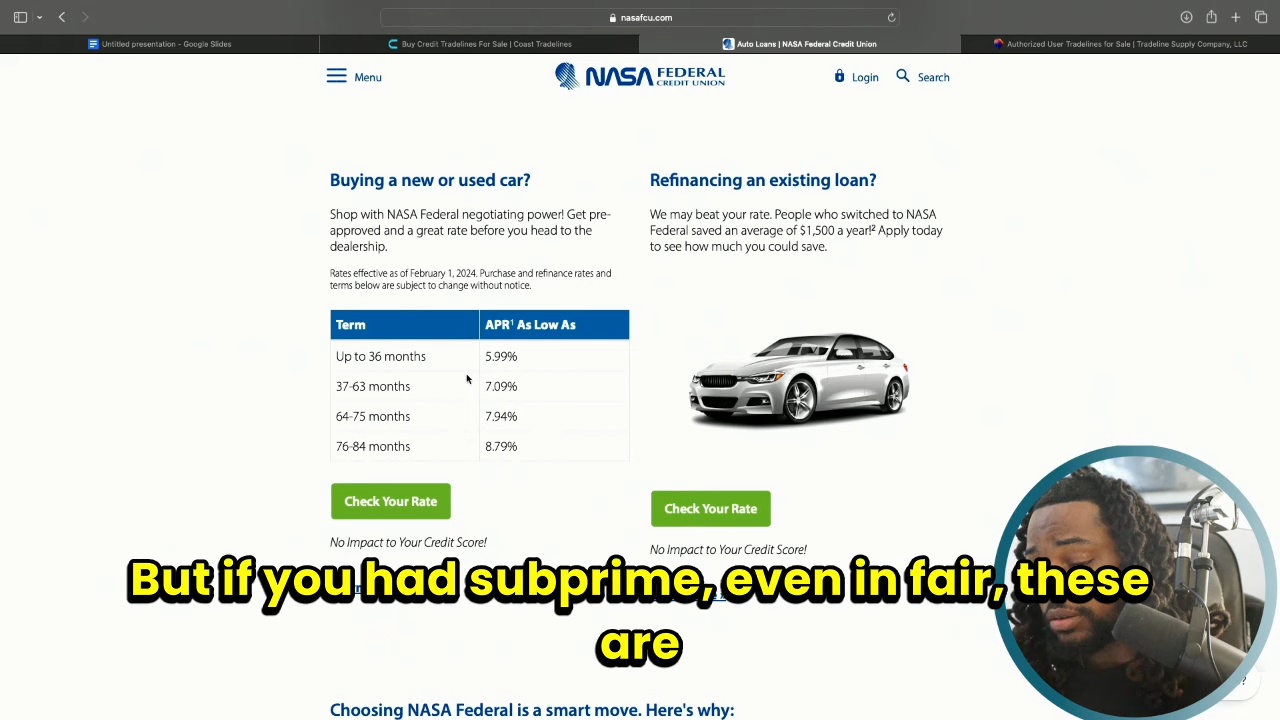 nasafcu.com
Untitled presentation - Google Slides
Buy Credit Tradelines For Sale | Coast Tradelines
Auto Loans | NASA Federal Credit Union
Authorized User Tradelines for Sale | Tradeline Supply Company, LLC
Menu
NASA FEDERAL
CREDIT UNION
Login
Search
Buying a new or used car?
Shop with NASA Federal negotiating power! Get pre-
approved and a great rate before you head to the
dealership.
Rates effective as of February 1, 2024. Purchase and refinance rates and
terms below are subject to change without notice.
Term APR¹ As Low As
Up to 36 months 5.99%
37-63 months 7.09%
64-75 months 7.94%
76-84 months 8.79%
Check Your Rate
No Impact to Your Credit Score!
Refinancing an existing loan?
We may beat your rate. People who switched to NASA
Federal saved an average of $1,500 a year!² Apply today
to see how much you could save.
Check Your Rate
No Impact to Your Credit Score!
But if you had subprime, even in fair, these
are
Choosing NASA Federal is a smart move. Here's why: